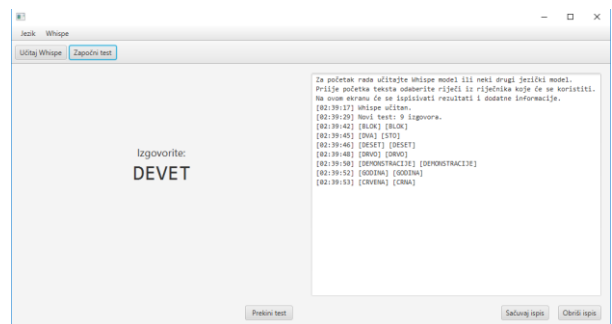 Jezik Whispe
Učitaj Whispe Započni test
Izgovorite:
DEVET
Prekini test
Za početak rada učitajte Whispe model ili neki drugi jezički model.
Prije početka teksta odaberite riječi iz riječnika koje će se koristiti.
Na ovom ekranu će se ispisivati rezultati i dodatne informacije.
[02:39:17] Whispe učitan.
[02:39:29] Novi test: 9 izgovora.
[02:39:42] [BLOK] [BLOK]
[02:39:45] [DVA] [STO]
[02:39:46] [DESET] [DESET]
[02:39:48] [DRVO] [DRVO]
[02:39:50] [DEMONSTRACIJE] [DEMONSTRACIJE]
[02:39:52] [GODINA] [GODINA]
[02:39:53] [CRVENA] [CRNA]
Sačuvaj ispis Obriši ispis